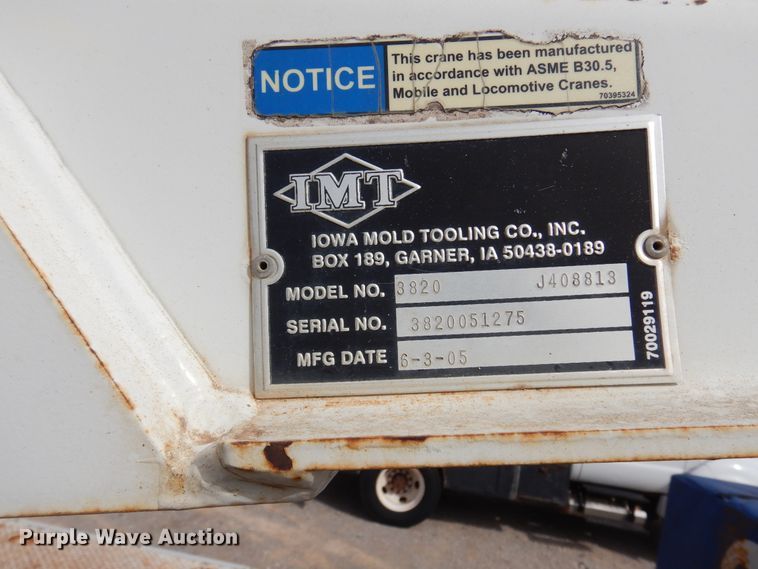 NOTICE
This crane has been manufactured
in accordance with ASME B30.5,
Mobile and Locomotive Cranes.
70395324
IMT
IOWA MOLD TOOLING CO., INC.
BOX 189, GARNER, IA 50438-0189
MODEL NO. 3820 J408813
SERIAL NO. 3820051275
MFG DATE 6-3-05
70029119
Purple Wave Auction